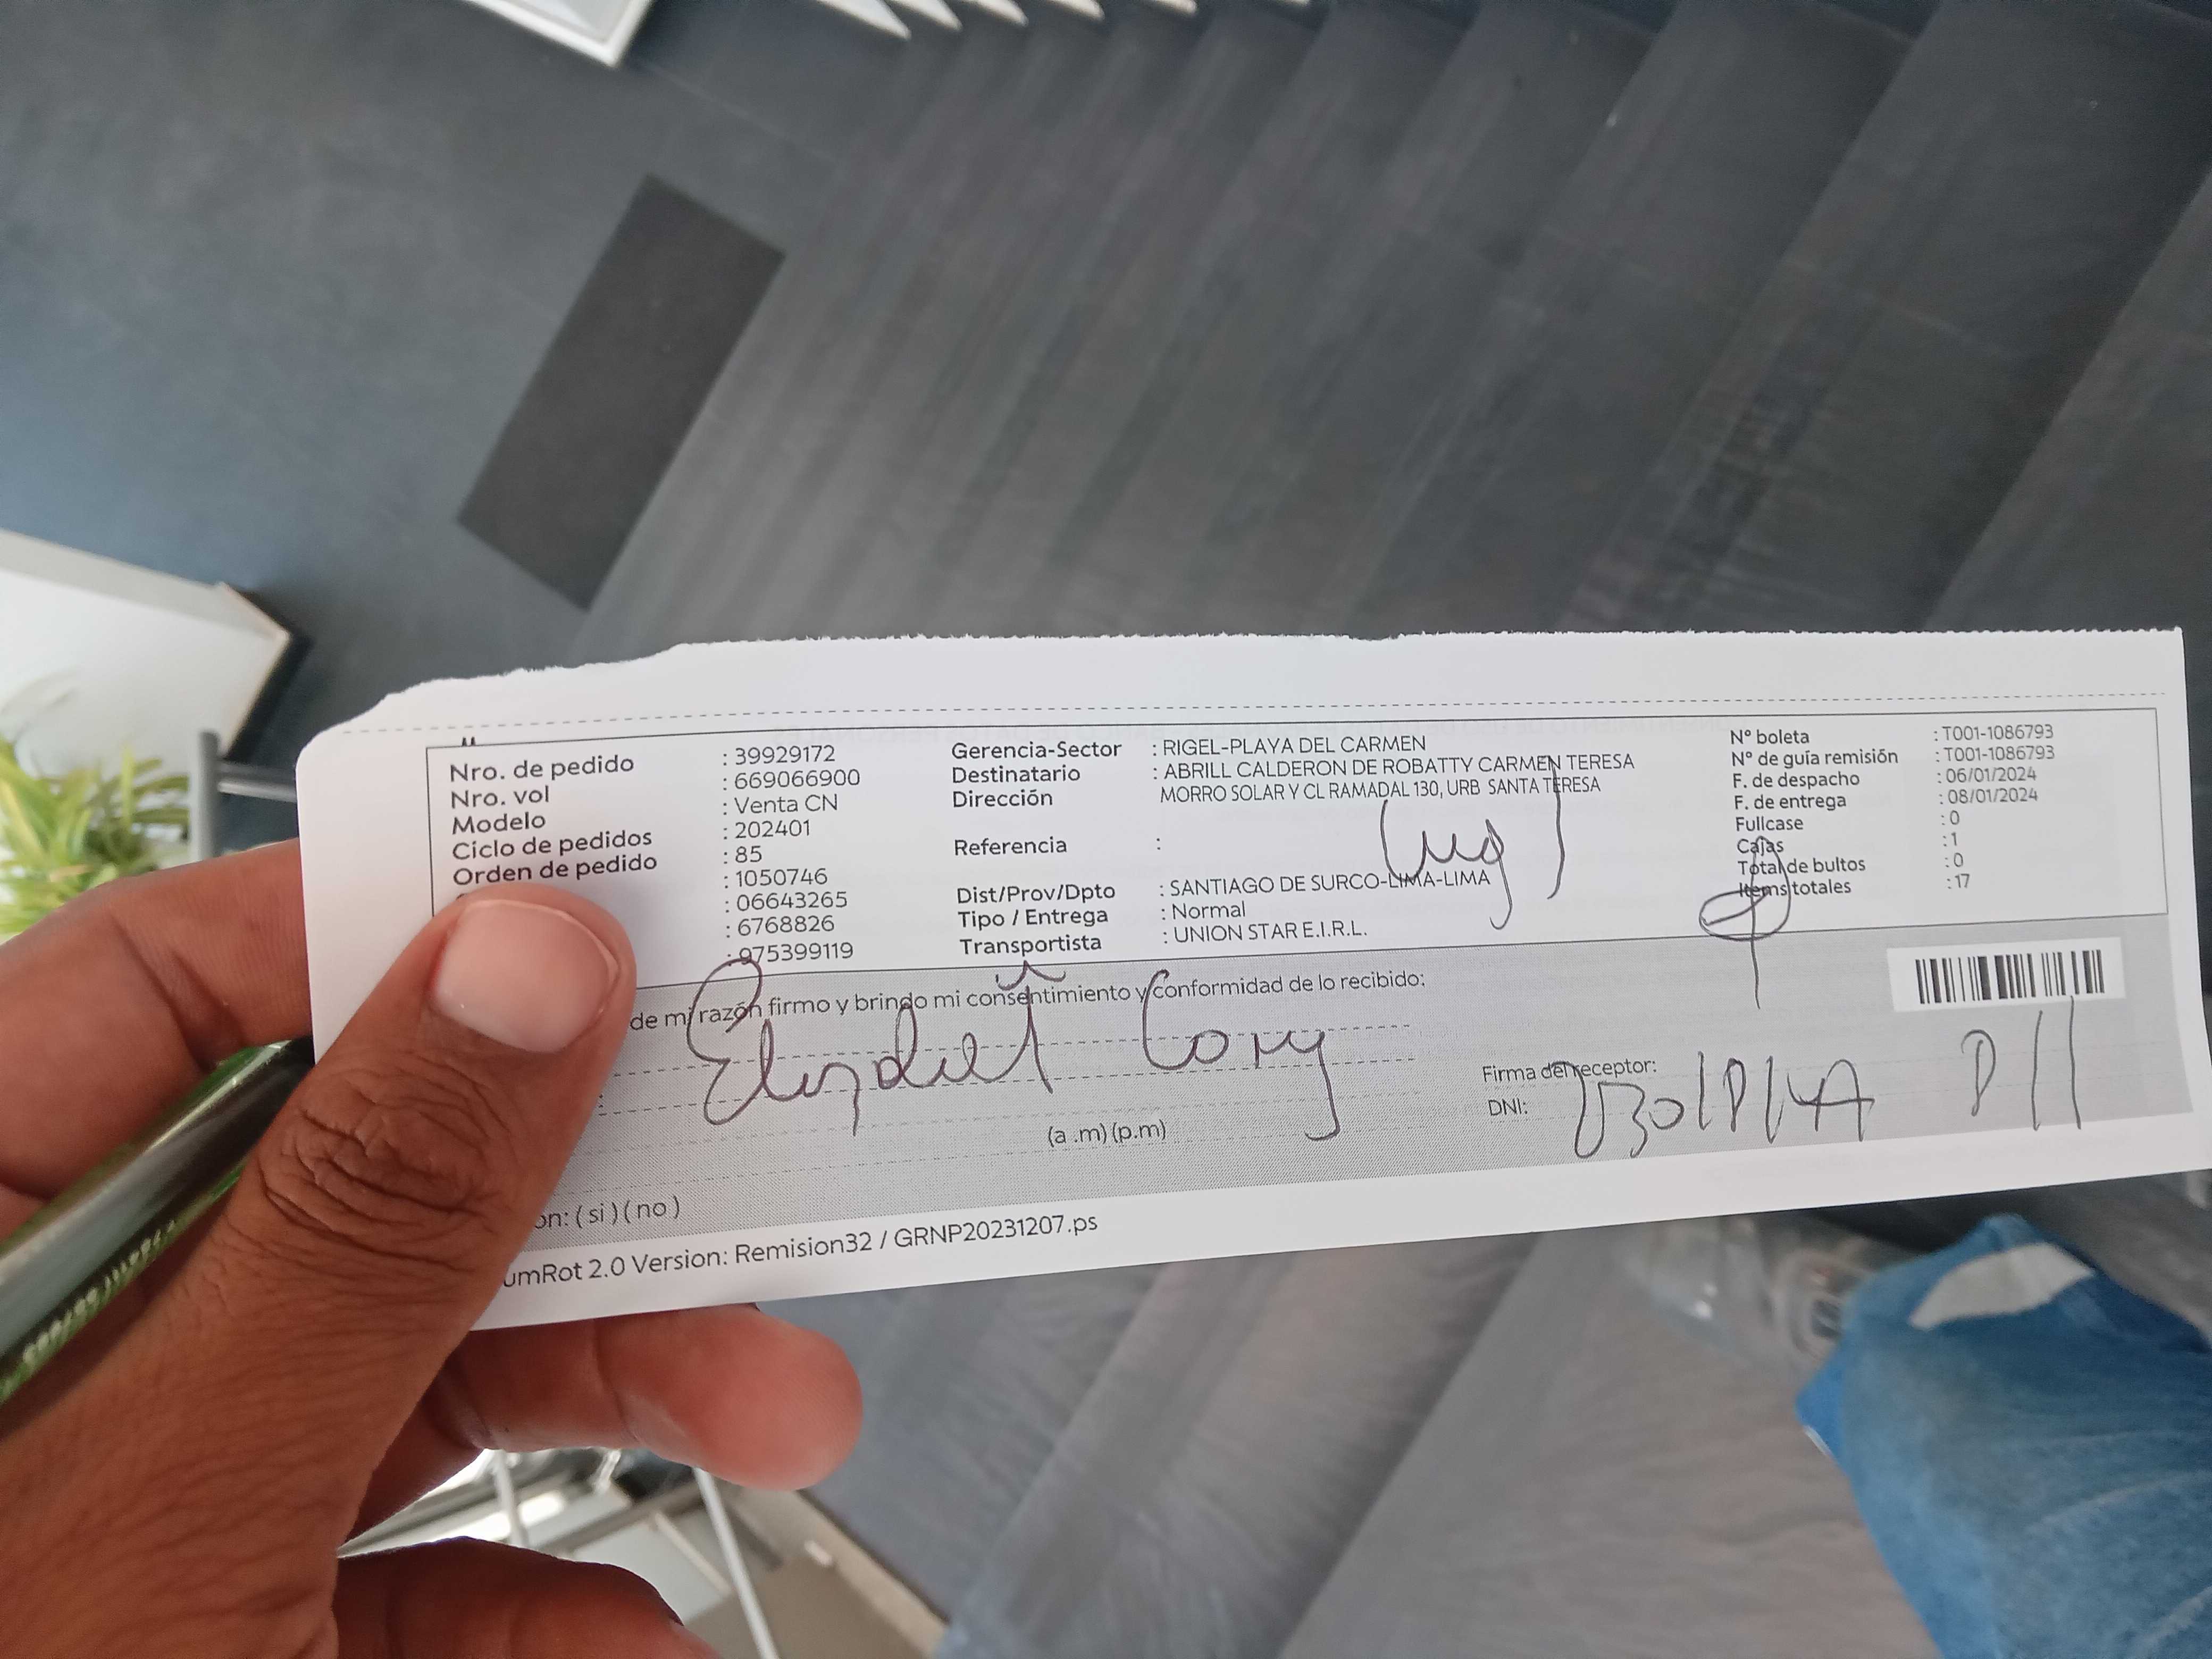 Nro. de pedido : 39929172
Nro. vol : 669066900
Modelo : Venta CN
Ciclo de pedidos : 202401
Orden de pedido : 85
: 1050746
: 06643265
: 6768826
: 975399119
Gerencia-Sector : RIGEL-PLAYA DEL CARMEN
Destinatario : ABRILL CALDERON DE ROBATTY CARMEN TERESA
Dirección MORRO SOLAR Y CL RAMADAL 130, URB SANTA TERESA
Referencia :
Dist/Prov/Dpto : SANTIAGO DE SURCO-LIMA-LIMA
Tipo / Entrega : Normal
Transportista : UNION STAR E.I.R.L.
N° boleta : T001-1086793
N° de guía remisión : T001-1086793
F. de despacho : 06/01/2024
F. de entrega : 08/01/2024
Fullcase : 0
Cajas : 1
Total de bultos : 0
Items totales : 17
de mi razón firmo y brindo mi consentimiento y conformidad de lo recibido:
(a .m) (p.m)
Firma del receptor:
DNI:
on: ( si ) ( no )
umRot 2.0 Version: Remision32 / GRNP20231207.ps